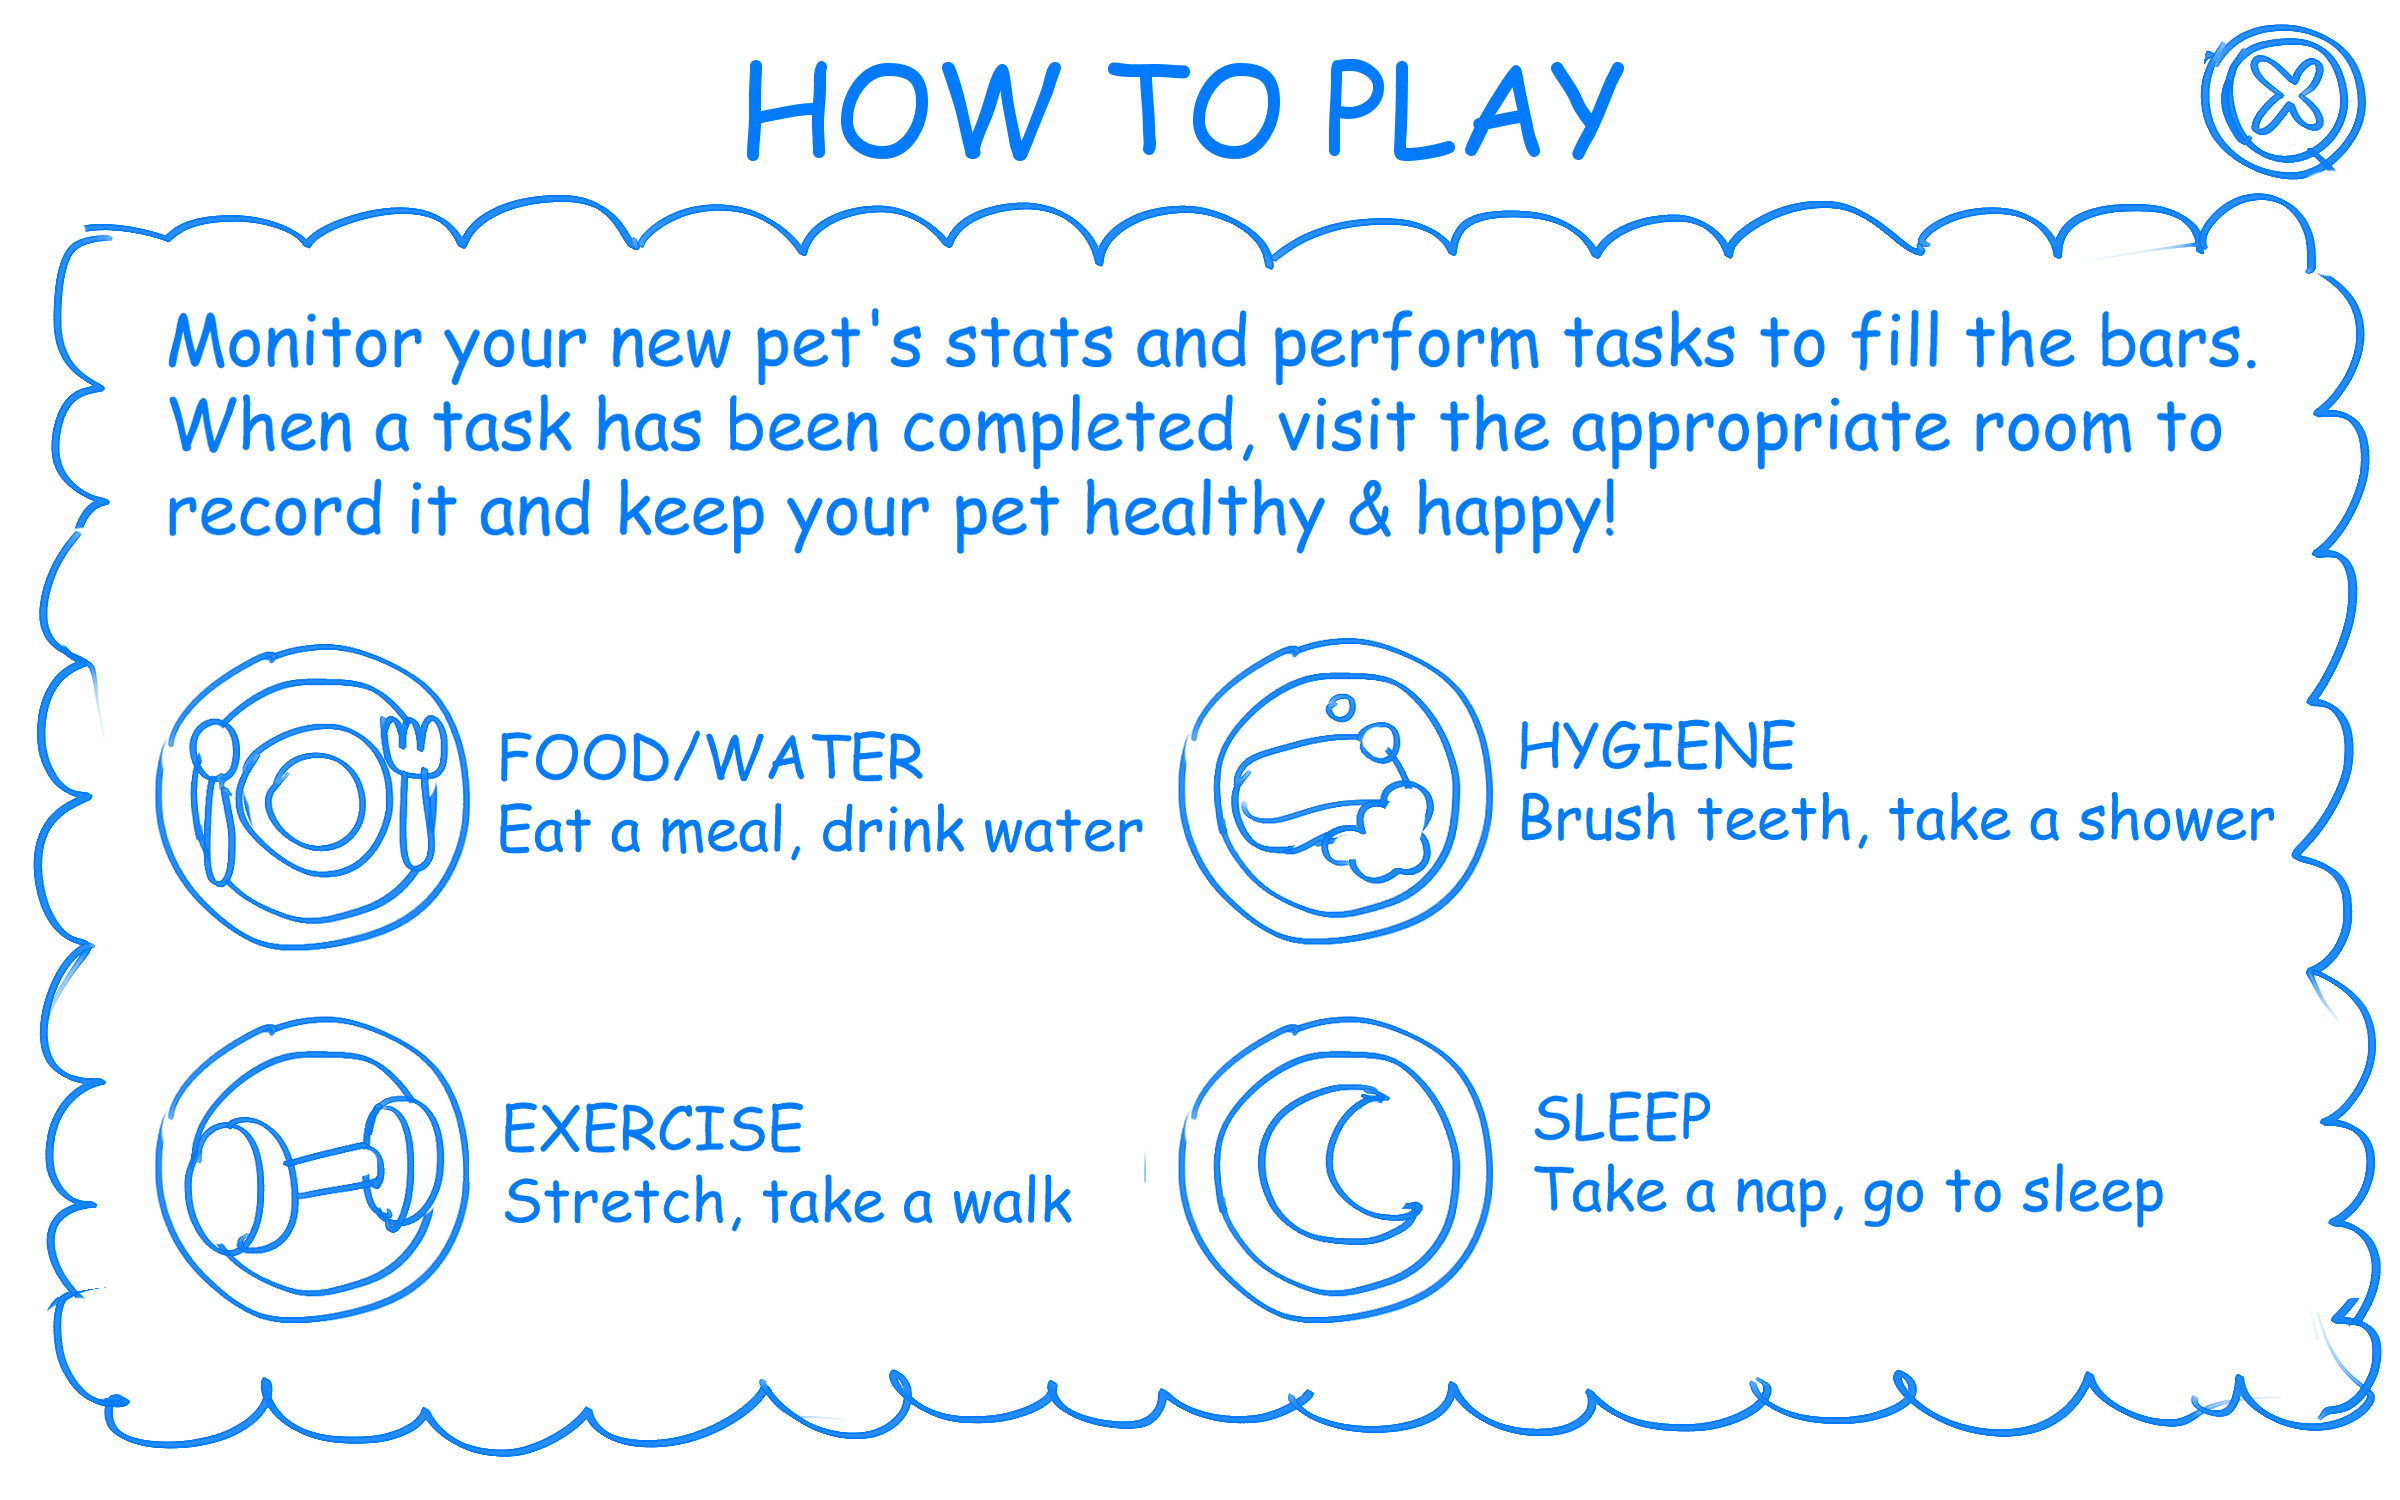 HOW TO PLAY
Monitor your new pet's stats and perform tasks to fill the bars.
When a task has been completed, visit the appropriate room to
record it and keep your pet healthy & happy!
FOOD/WATER
Eat a meal, drink water
HYGIENE
Brush teeth, take a shower
EXERCISE
Stretch, take a walk
SLEEP
Take a nap, go to sleep